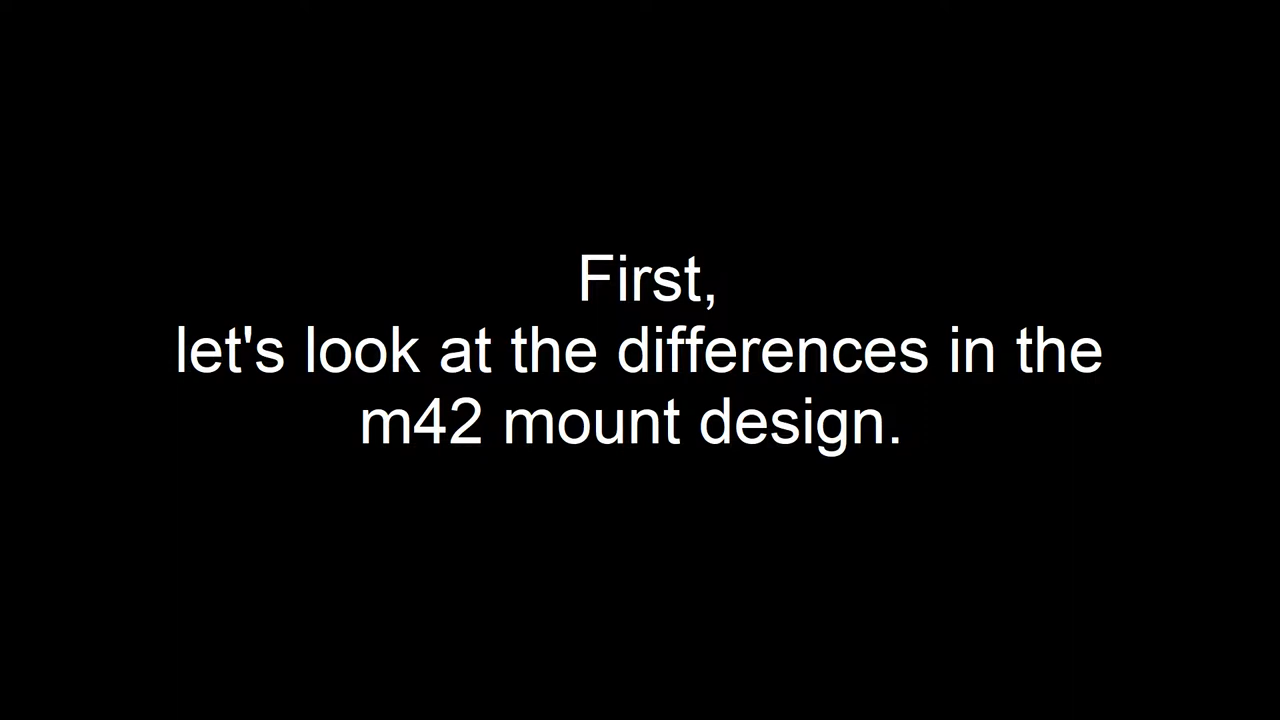 First,
let's look at the differences in the
m42 mount design.